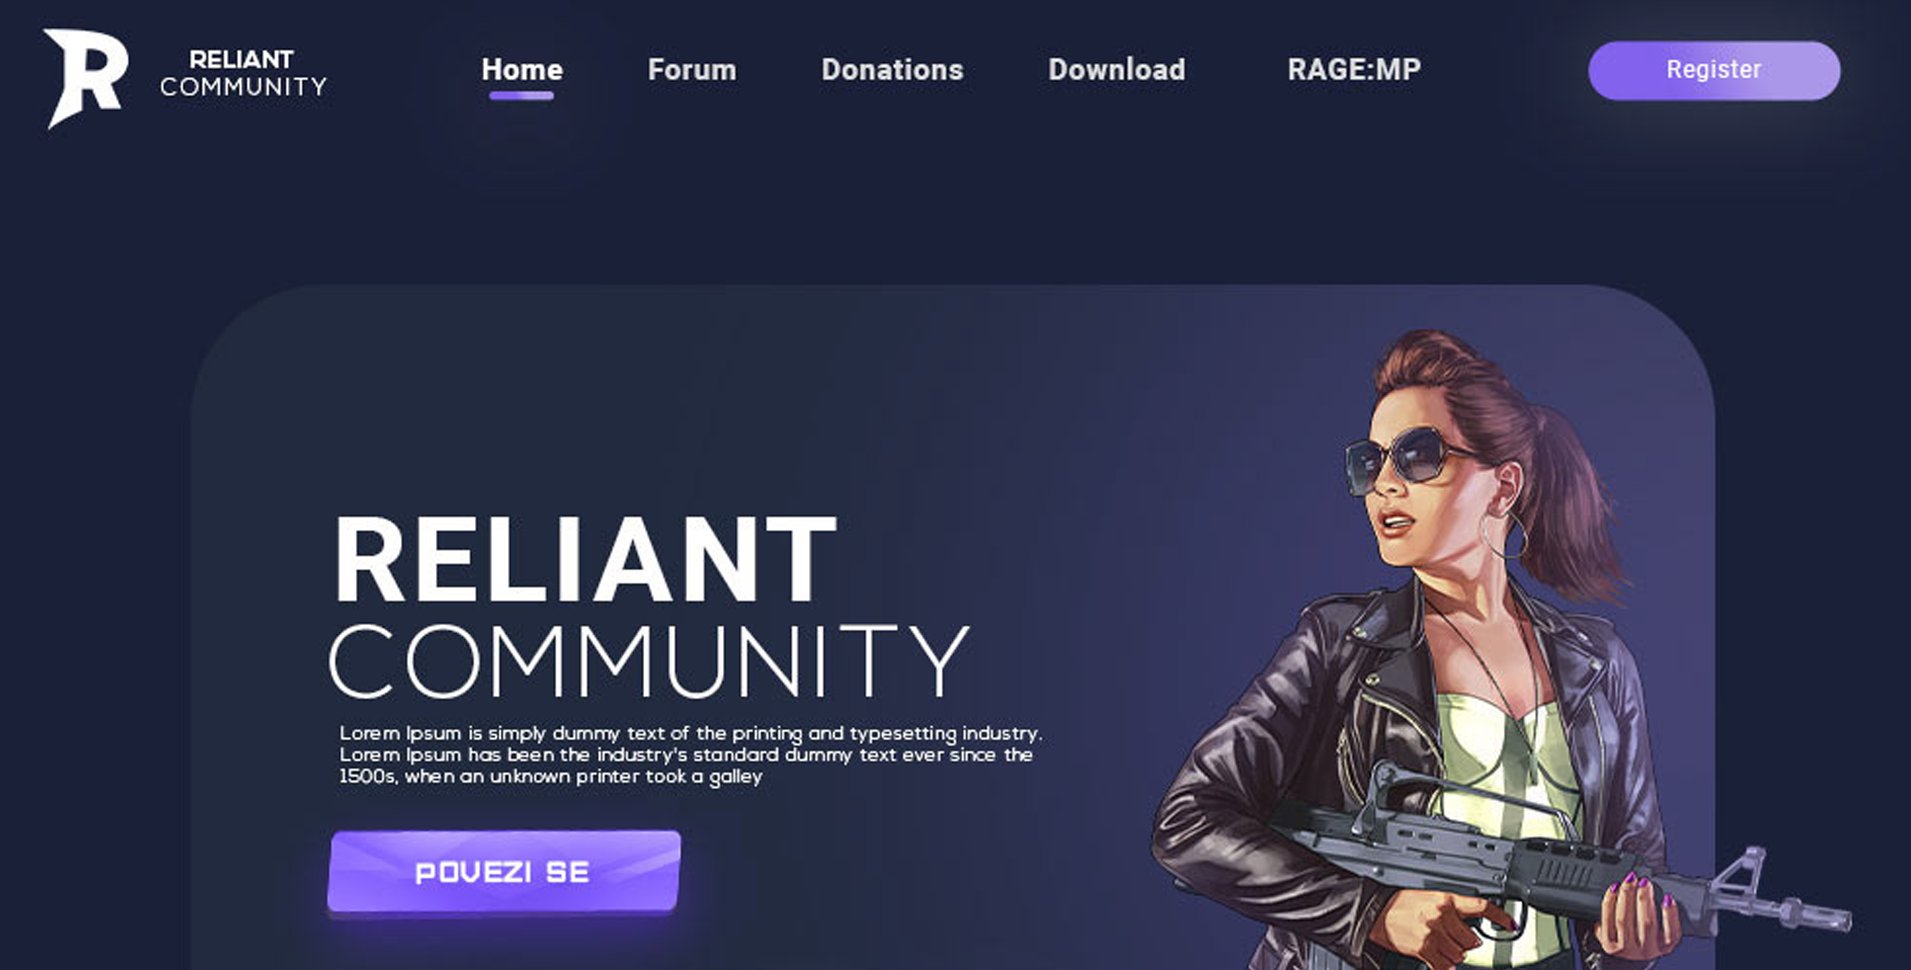 RELIANT
COMMUNITY
Home
Forum
Donations
Download
RAGE:MP
Register
RELIANT
COMMUNITY
Lorem Ipsum is simply dummy text of the printing and typesetting industry.
Lorem Ipsum has been the industry's standard dummy text ever since the
1500s, when an unknown printer took a galley
POVEZI SE